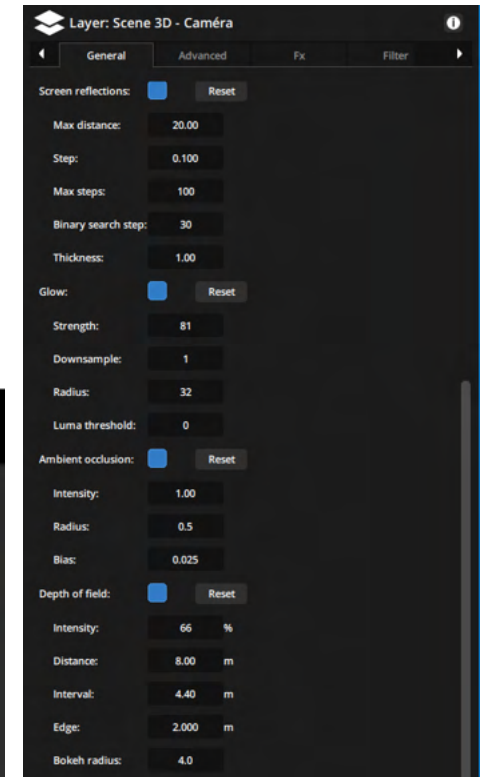 Layer: Scene 3D - Caméra
General Advanced Fx Filter
Screen reflections: Reset
Max distance: 20.00
Step: 0.100
Max steps: 100
Binary search step: 30
Thickness: 1.00
Glow: Reset
Strength: 81
Downsample: 1
Radius: 32
Luma threshold: 0
Ambient occlusion: Reset
Intensity: 1.00
Radius: 0.5
Bias: 0.025
Depth of field: Reset
Intensity: 66 %
Distance: 8.00 m
Interval: 4.40 m
Edge: 2.000 m
Bokeh radius: 4.0